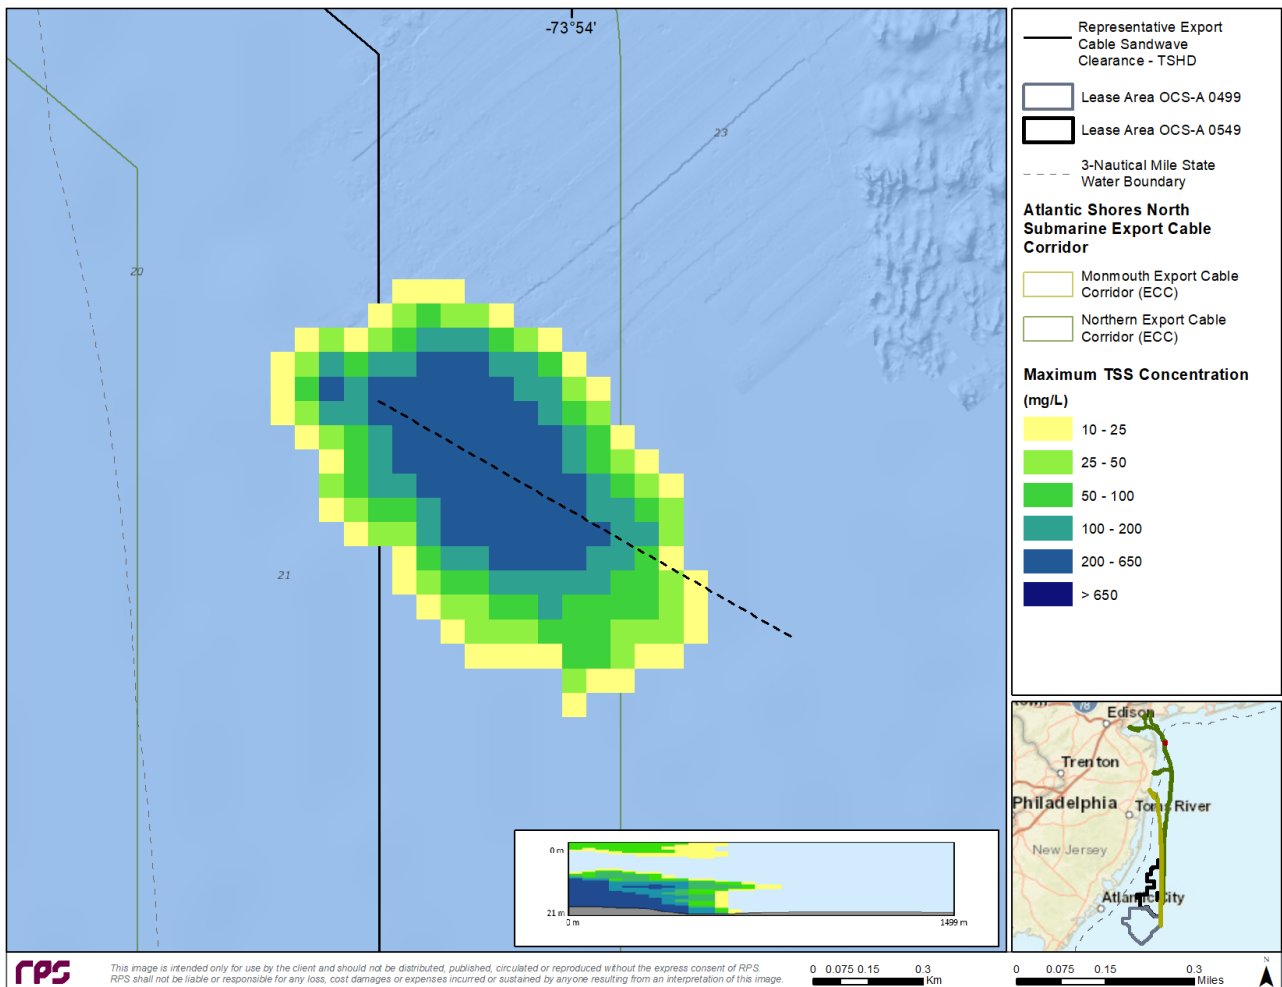 -73°54'
23
20
21
0 m
21 m
0 m
1499 m
Representative Export
Cable Sandwave
Clearance - TSHD
Lease Area OCS-A 0499
Lease Area OCS-A 0549
3-Nautical Mile State
Water Boundary
Atlantic Shores North
Submarine Export Cable
Corridor
Monmouth Export Cable
Corridor (ECC)
Northern Export Cable
Corridor (ECC)
Maximum TSS Concentration
(mg/L)
10 - 25
25 - 50
50 - 100
100 - 200
200 - 650
> 650
78
Edison
Trenton
Philadelphia
Toms River
New Jersey
Atlantic City
rps
This image is intended only for use by the client and should not be distributed, published, circulated or reproduced without the express consent of RPS.
RPS shall not be liable or responsible for any loss, cost damages or expenses incurred or sustained by anyone resulting from an interpretation of this image.
0 0.075 0.15 0.3
Km
0 0.075 0.15 0.3
Miles
N